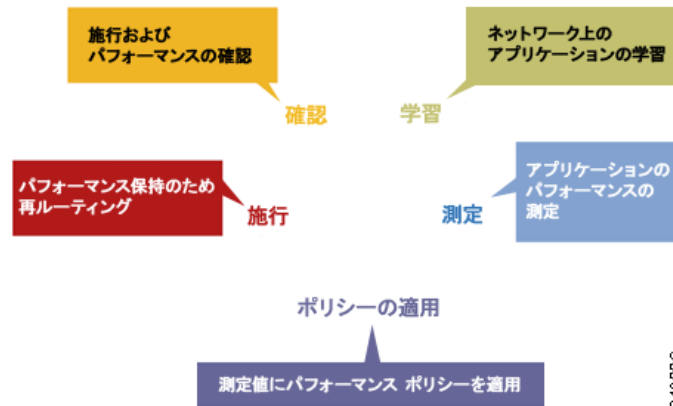 施行および
パフォーマンスの確認
ネットワーク上の
アプリケーションの学習
確認
学習
パフォーマンス保持のため
再ルーティング
施行
測定
アプリケーションの
パフォーマンスの
測定
ポリシーの適用
測定値にパフォーマンス ポリシーを適用